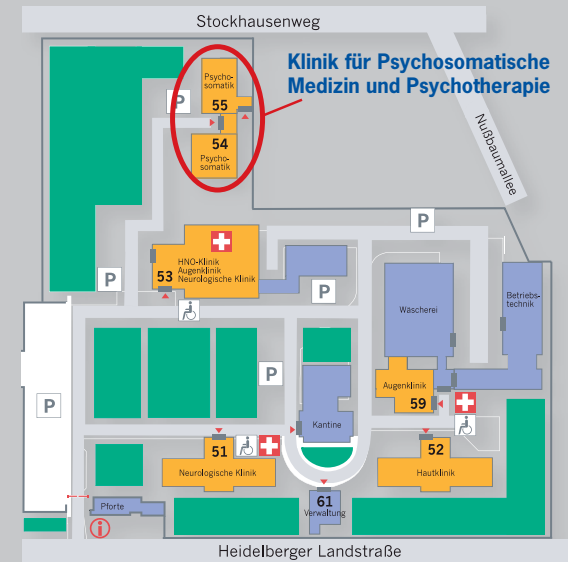 Stockhausenweg
Klinik für Psychosomatische
Medizin und Psychotherapie
Psycho-
somatik
55
54
Psycho-
somatik
P
Nußbaumallee
P
HNO-Klinik
Augenklinik
Neurologische Klinik
53
P
P
Wäscherei
Betriebs-
technik
P
P
Augenklinik
59
Kantine
51
Neurologische Klinik
52
Hautklinik
Pforte
i
61
Verwaltung
Heidelberger Landstraße